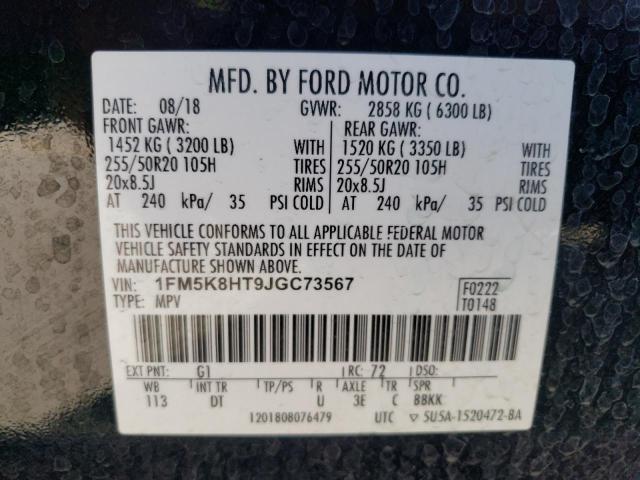 MFD. BY FORD MOTOR CO.
DATE: 08/18 GVWR: 2858 KG ( 6300 LB)
FRONT GAWR: REAR GAWR:
1452 KG ( 3200 LB) WITH 1520 KG ( 3350 LB) WITH
255/50R20 105H TIRES 255/50R20 105H TIRES
20x8.5J RIMS 20x8.5J RIMS
AT 240 kPa/ 35 PSI COLD AT 240 kPa/ 35 PSI COLD
THIS VEHICLE CONFORMS TO ALL APPLICABLE FEDERAL MOTOR
VEHICLE SAFETY STANDARDS IN EFFECT ON THE DATE OF
MANUFACTURE SHOWN ABOVE.
VIN: 1FM5K8HT9JGC73567 F0222
TYPE: MPV T0148
EXT PNT: G1 RC: 72 DSO:
WB INT TR TP/PS R AXLE TR SPR
113 DT U 3E C BBKK
1201808076479 UTC ▽ 5U5A-1520472-BA